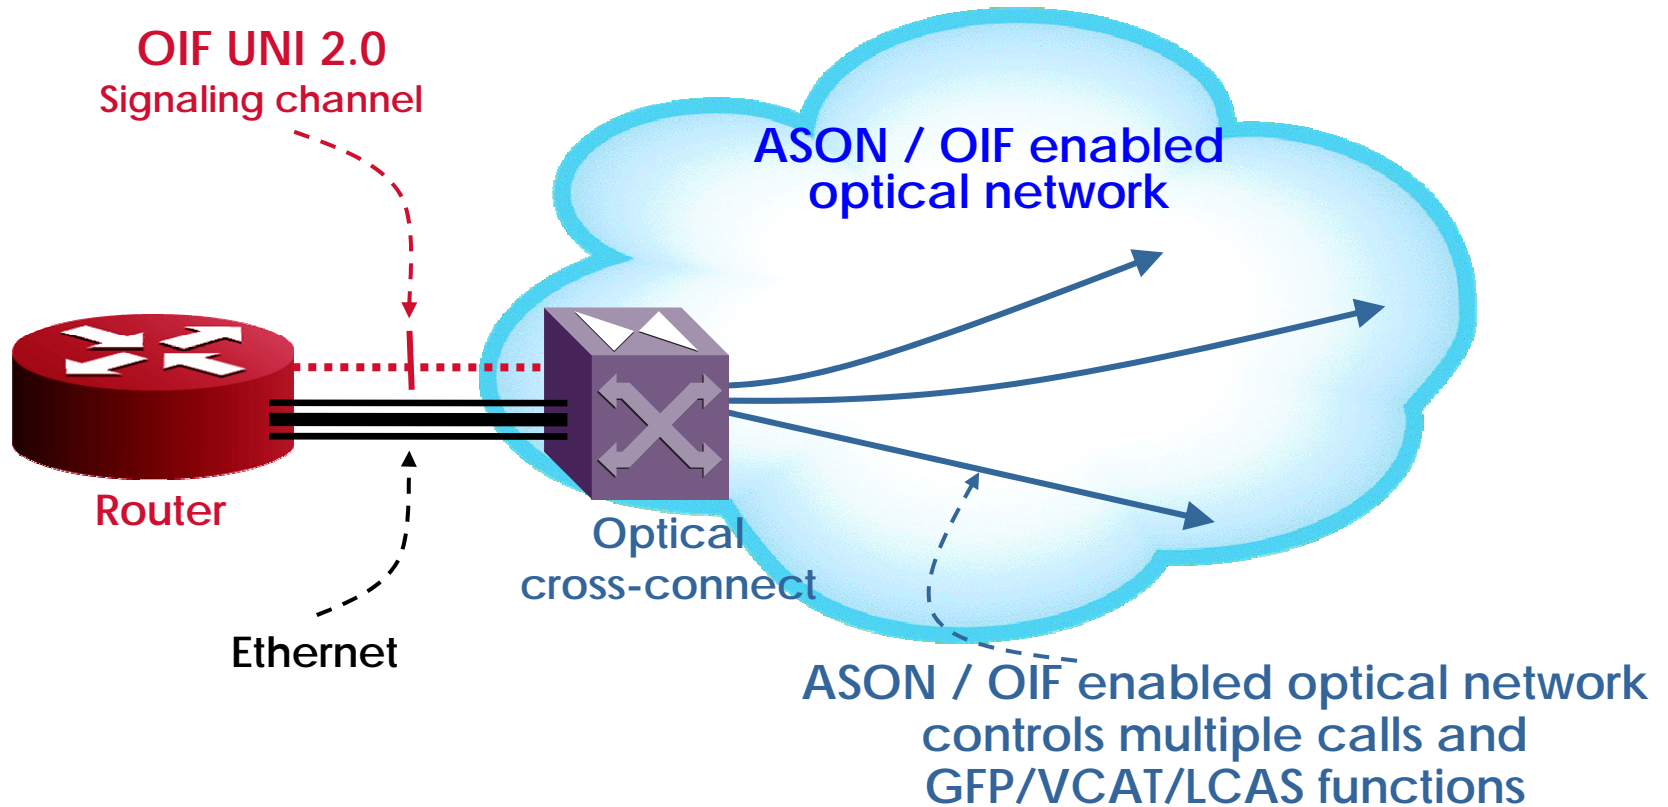 OIF UNI 2.0
Signaling channel
ASON / OIF enabled
optical network
Router
Optical
cross-connect
Ethernet
ASON / OIF enabled optical network
controls multiple calls and
GFP/VCAT/LCAS functions